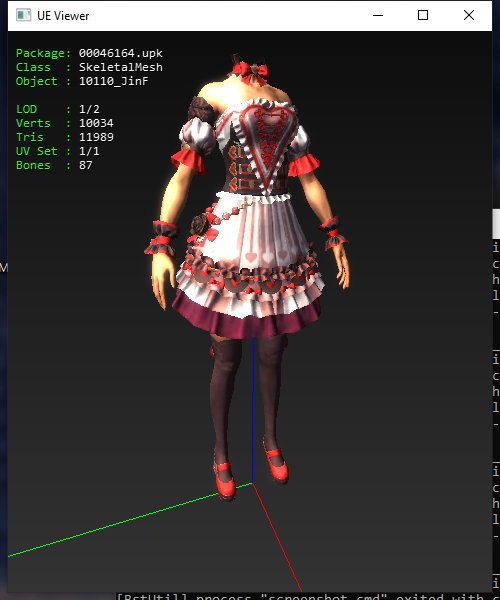 UE Viewer
Package: 00046164.upk
Class : SkeletalMesh
Object : 10110_JinF
LOD : 1/2
Verts : 10034
Tris : 11989
UV Set : 1/1
Bones : 87
M
i
c
h
l
-
i
c
h
l
-
i
c
h
l
-
i
[BstUtil] process "screenshot.cmd" exited with c